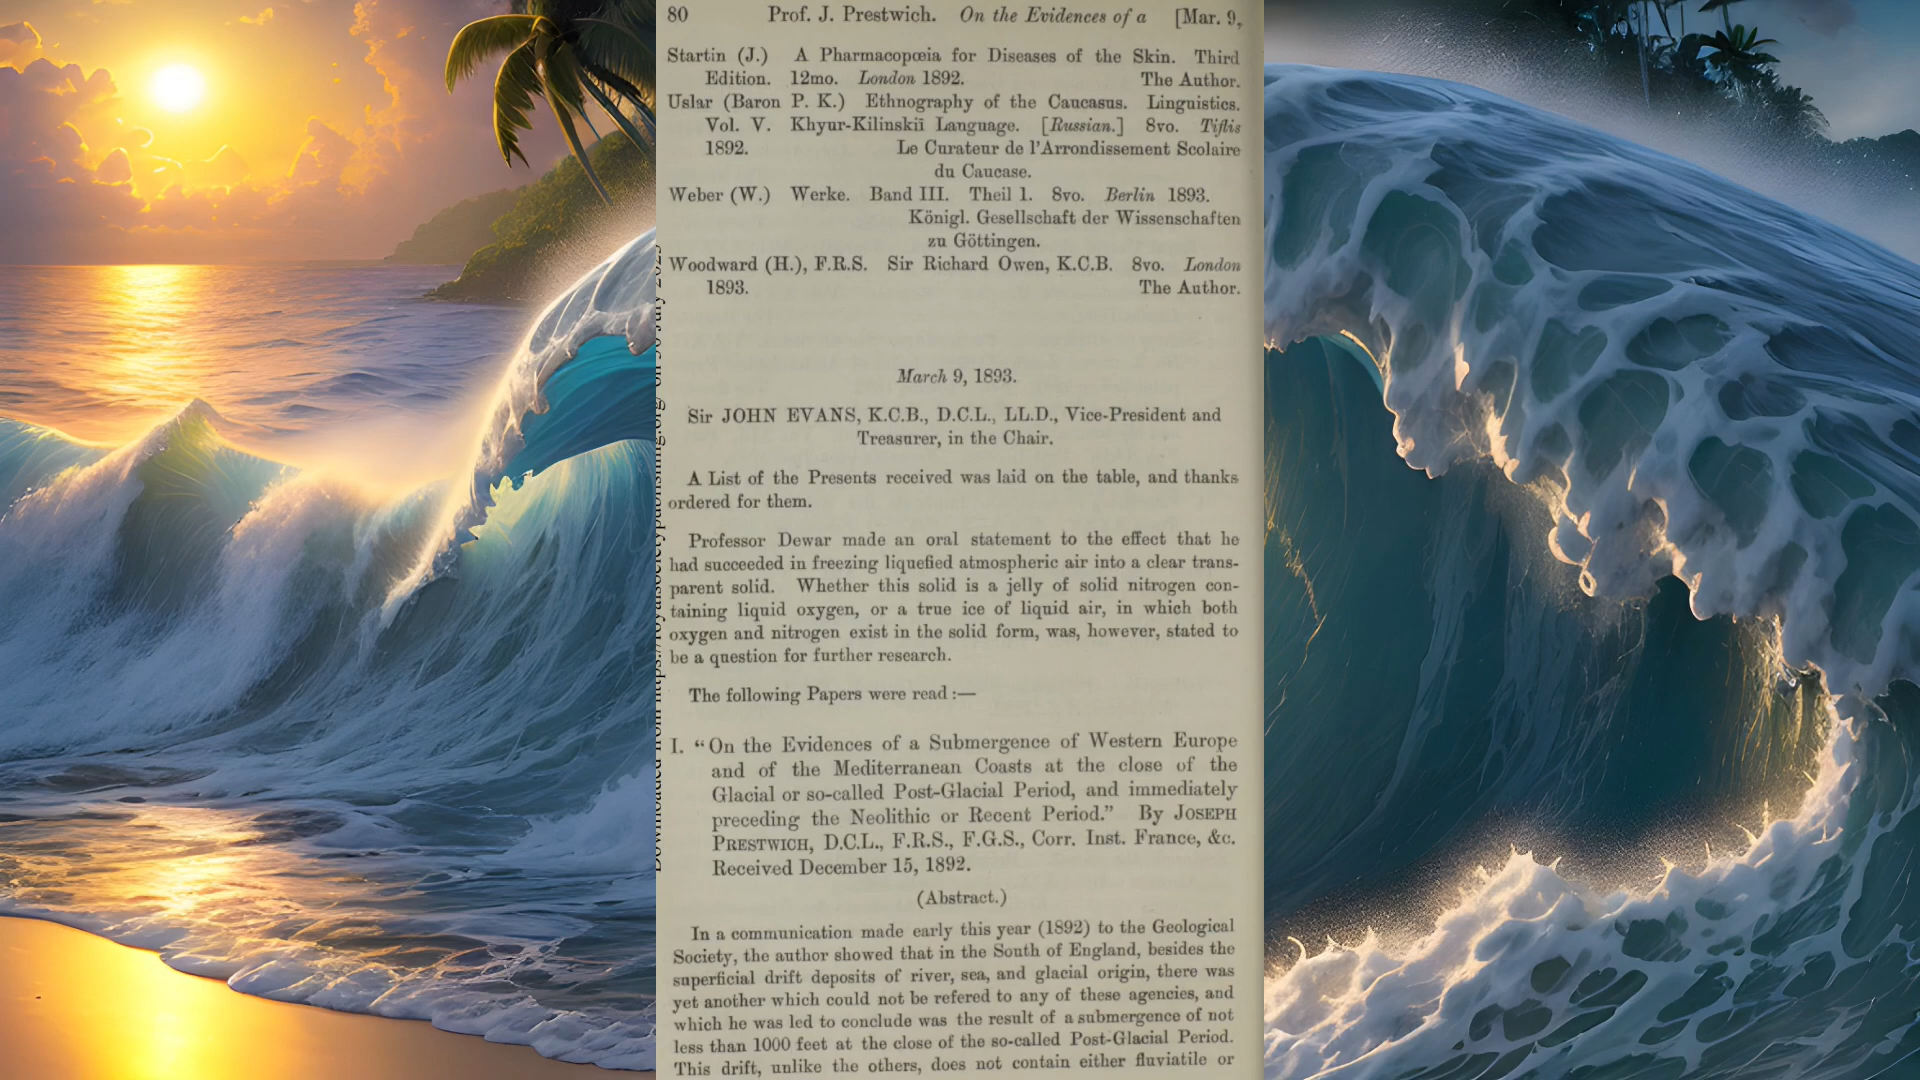 80 Prof. J. Prestwich. On the Evidences of a [Mar. 9,
Startin (J.) A Pharmacopœia for Diseases of the Skin. Third
Edition. 12mo. London 1892. The Author.
Uslar (Baron P. K.) Ethnography of the Caucasus. Linguistics.
Vol. V. Khyur-Kilinskiĭ Language. [Russian.] 8vo. Tiflis
1892. Le Curateur de l'Arrondissement Scolaire
du Caucase.
Weber (W.) Werke. Band III. Theil 1. 8vo. Berlin 1893.
Königl. Gesellschaft der Wissenschaften
zu Göttingen.
Woodward (H.), F.R.S. Sir Richard Owen, K.C.B. 8vo. London
1893. The Author.
March 9, 1893.
Sir JOHN EVANS, K.C.B., D.C.L., LL.D., Vice-President and
Treasurer, in the Chair.
A List of the Presents received was laid on the table, and thanks
ordered for them.
Professor Dewar made an oral statement to the effect that he
had succeeded in freezing liquefied atmospheric air into a clear trans-
parent solid. Whether this solid is a jelly of solid nitrogen con-
taining liquid oxygen, or a true ice of liquid air, in which both
oxygen and nitrogen exist in the solid form, was, however, stated to
be a question for further research.
The following Papers were read :—
I. "On the Evidences of a Submergence of Western Europe
and of the Mediterranean Coasts at the close of the
Glacial or so-called Post-Glacial Period, and immediately
preceding the Neolithic or Recent Period." By JOSEPH
PRESTWICH, D.C.L., F.R.S., F.G.S., Corr. Inst. France, &c.
Received December 15, 1892.
(Abstract.)
In a communication made early this year (1892) to the Geological
Society, the author showed that in the South of England, besides the
superficial drift deposits of river, sea, and glacial origin, there was
yet another which could not be refered to any of these agencies, and
which he was led to conclude was the result of a submergence of not
less than 1000 feet at the close of the so-called Post-Glacial Period.
This drift, unlike the others, does not contain either fluviatile or